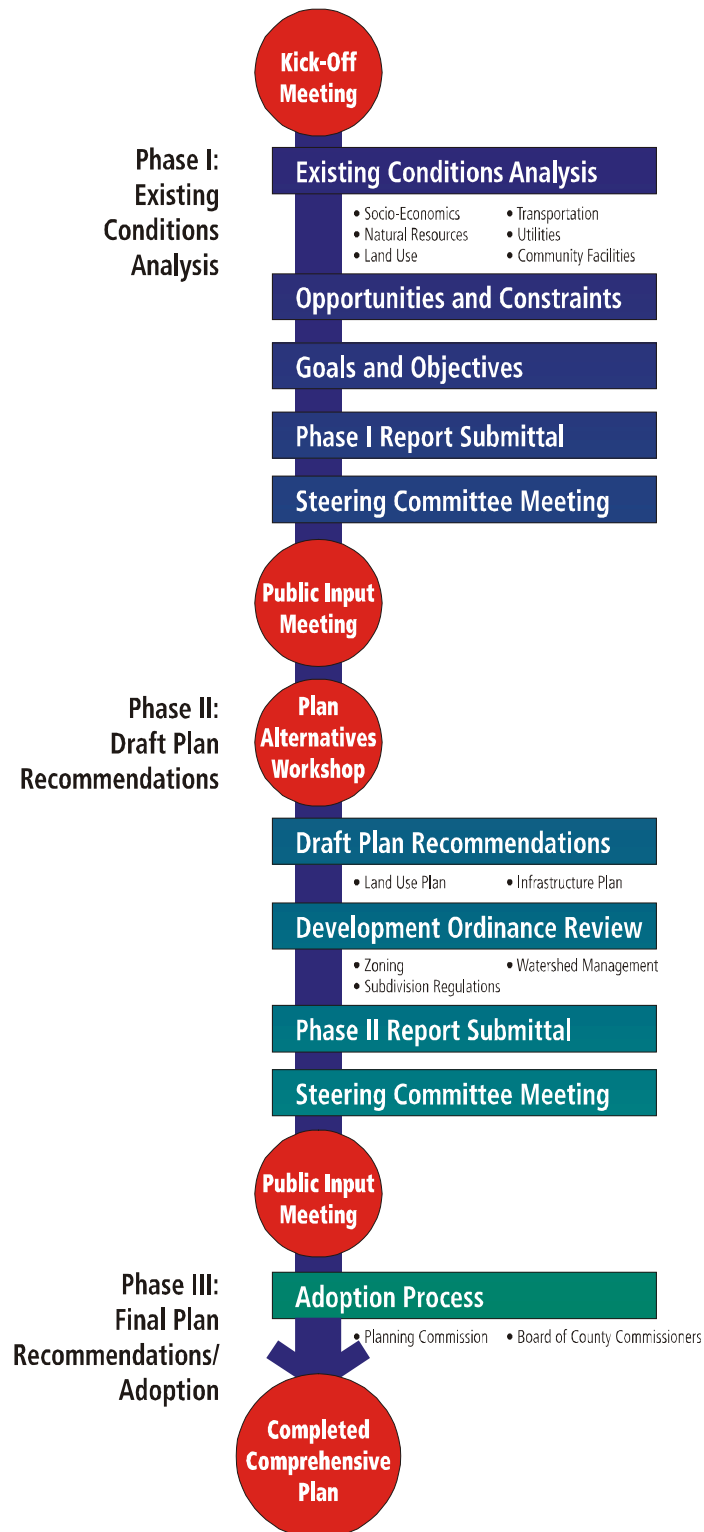 Kick-Off
Meeting
Phase I:
Existing
Conditions
Analysis
Existing Conditions Analysis
• Socio-Economics
• Natural Resources
• Land Use
• Transportation
• Utilities
• Community Facilities
Opportunities and Constraints
Goals and Objectives
Phase I Report Submittal
Steering Committee Meeting
Public Input
Meeting
Phase II:
Draft Plan
Recommendations
Plan
Alternatives
Workshop
Draft Plan Recommendations
• Land Use Plan
• Infrastructure Plan
Development Ordinance Review
• Zoning
• Subdivision Regulations
• Watershed Management
Phase II Report Submittal
Steering Committee Meeting
Public Input
Meeting
Phase III:
Final Plan
Recommendations/
Adoption
Adoption Process
• Planning Commission
• Board of County Commissioners
Completed
Comprehensive
Plan